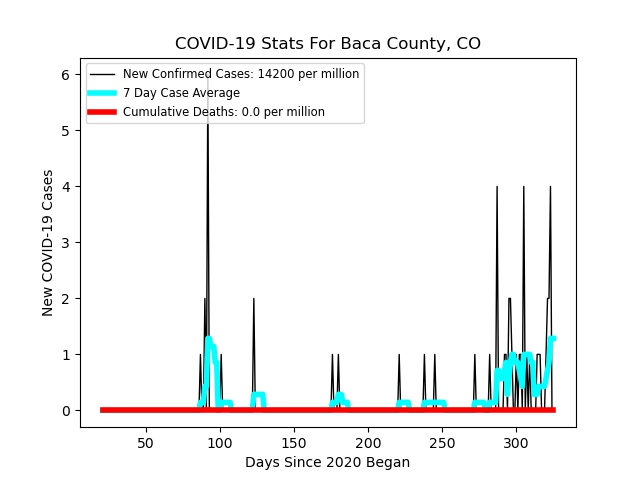 COVID-19 Stats For Baca County, CO
New Confirmed Cases: 14200 per million
7 Day Case Average
Cumulative Deaths: 0.0 per million
6
5
4
3
2
1
0
New COVID-19 Cases
50 100 150 200 250 300
Days Since 2020 Began